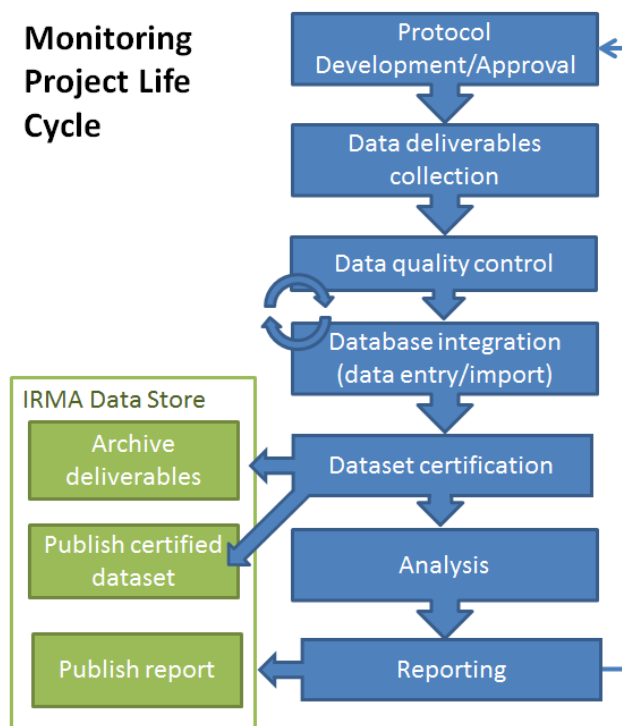 Monitoring
Project Life
Cycle
Protocol
Development/Approval
Data deliverables
collection
Data quality control
Database integration
(data entry/import)
IRMA Data Store
Archive
deliverables
Dataset certification
Publish certified
dataset
Analysis
Publish report
Reporting